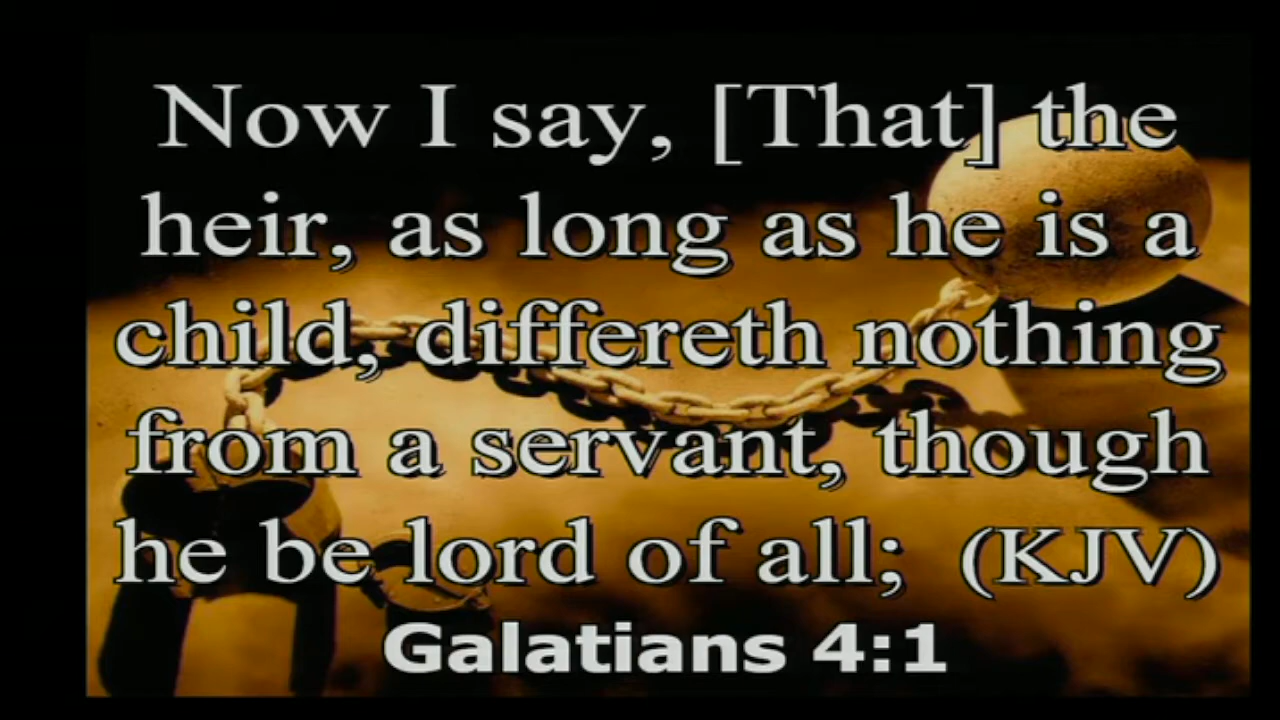 Now I say, [That] the
heir, as long as he is a
child, differeth nothing
from a servant, though
he be lord of all; (KJV)
Galatians 4:1